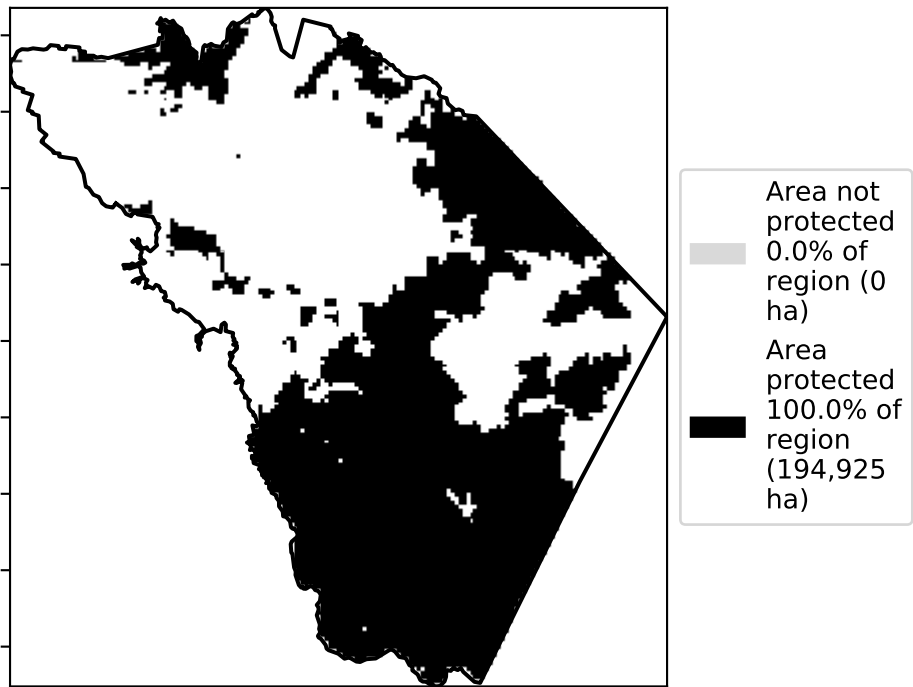 Area not
protected
0.0% of
region (0
ha)
Area
protected
100.0% of
region
(194,925
ha)